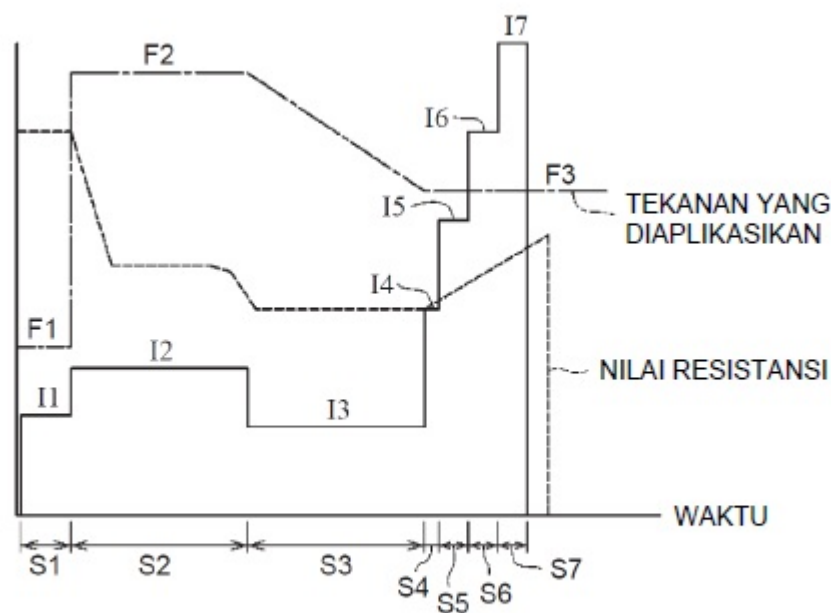 I7
F2
I6
F3
I5
TEKANAN YANG
DIAPLIKASIKAN
I4
F1
I2
NILAI RESISTANSI
I1
I3
WAKTU
S1
S2
S3
S4
S5
S6
S7